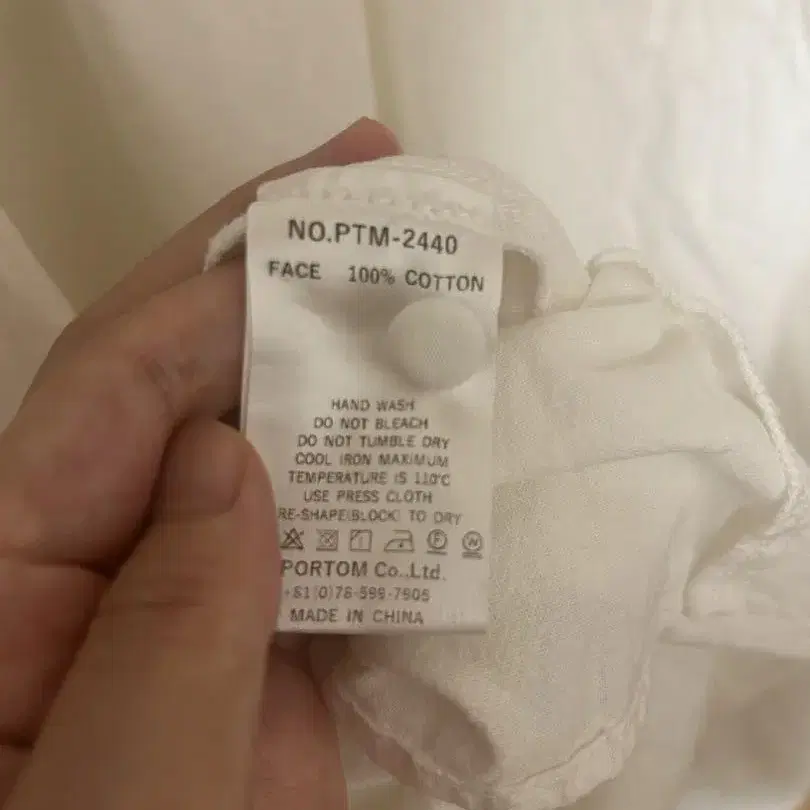 NO.PTM-2440
FACE 100% COTTON
HAND WASH
DO NOT BLEACH
DO NOT TUMBLE DRY
COOL IRON MAXIMUM
TEMPERATURE IS 110°C
USE PRESS CLOTH
RE-SHAPE(BLOCK) TO DRY
F W
PORTOM Co.,Ltd.
+81(0)78-599-7905
MADE IN CHINA